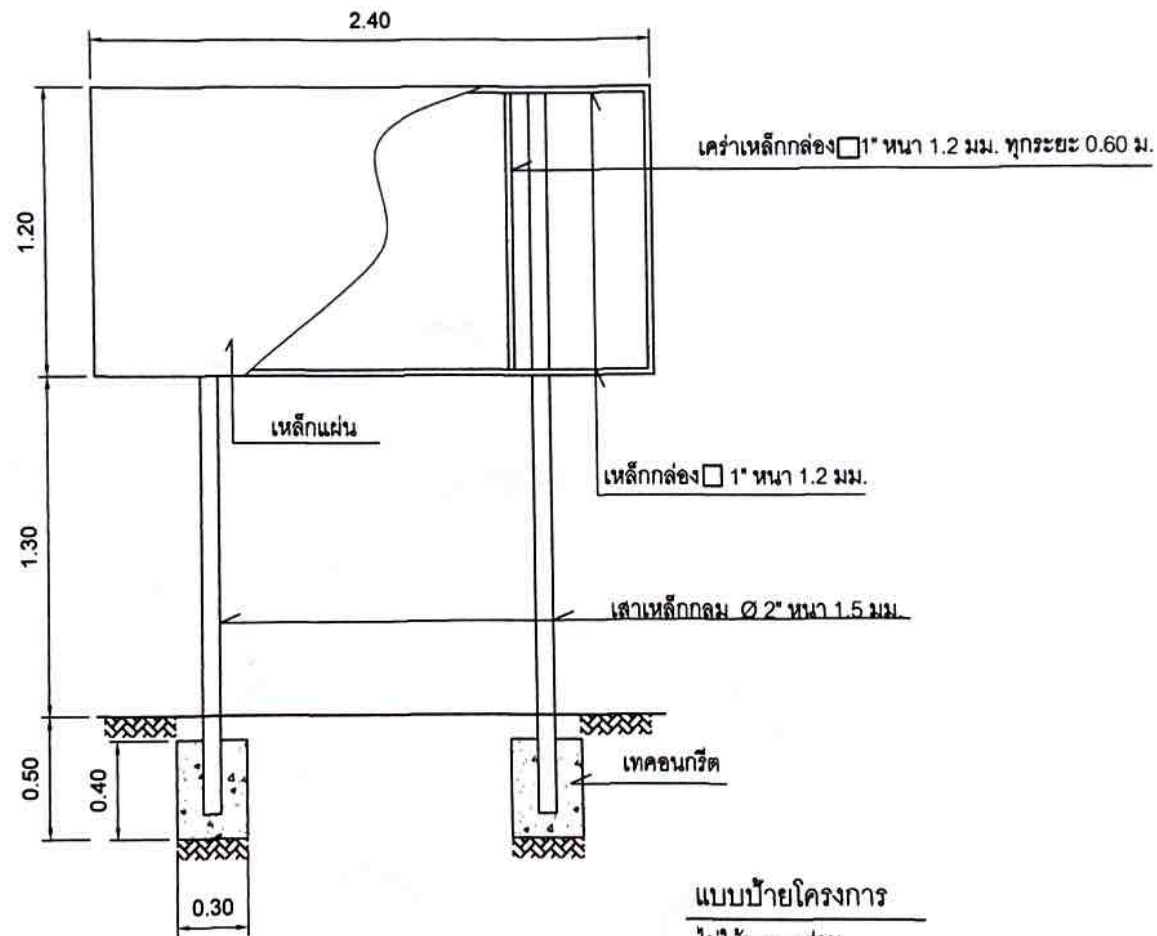 2.40
เคร่าเหล็กกล่อง□1" หนา 1.2 มม. ทุกระยะ 0.60 ม.
1.20
เหล็กแผ่น
เหล็กกล่อง□ 1" หนา 1.2 มม.
1.30
เสาเหล็กกลม Ø 2" หนา 1.5 มม.
0.50
0.40
เทคอนกรีต
0.30
แบบป้ายโครงการ